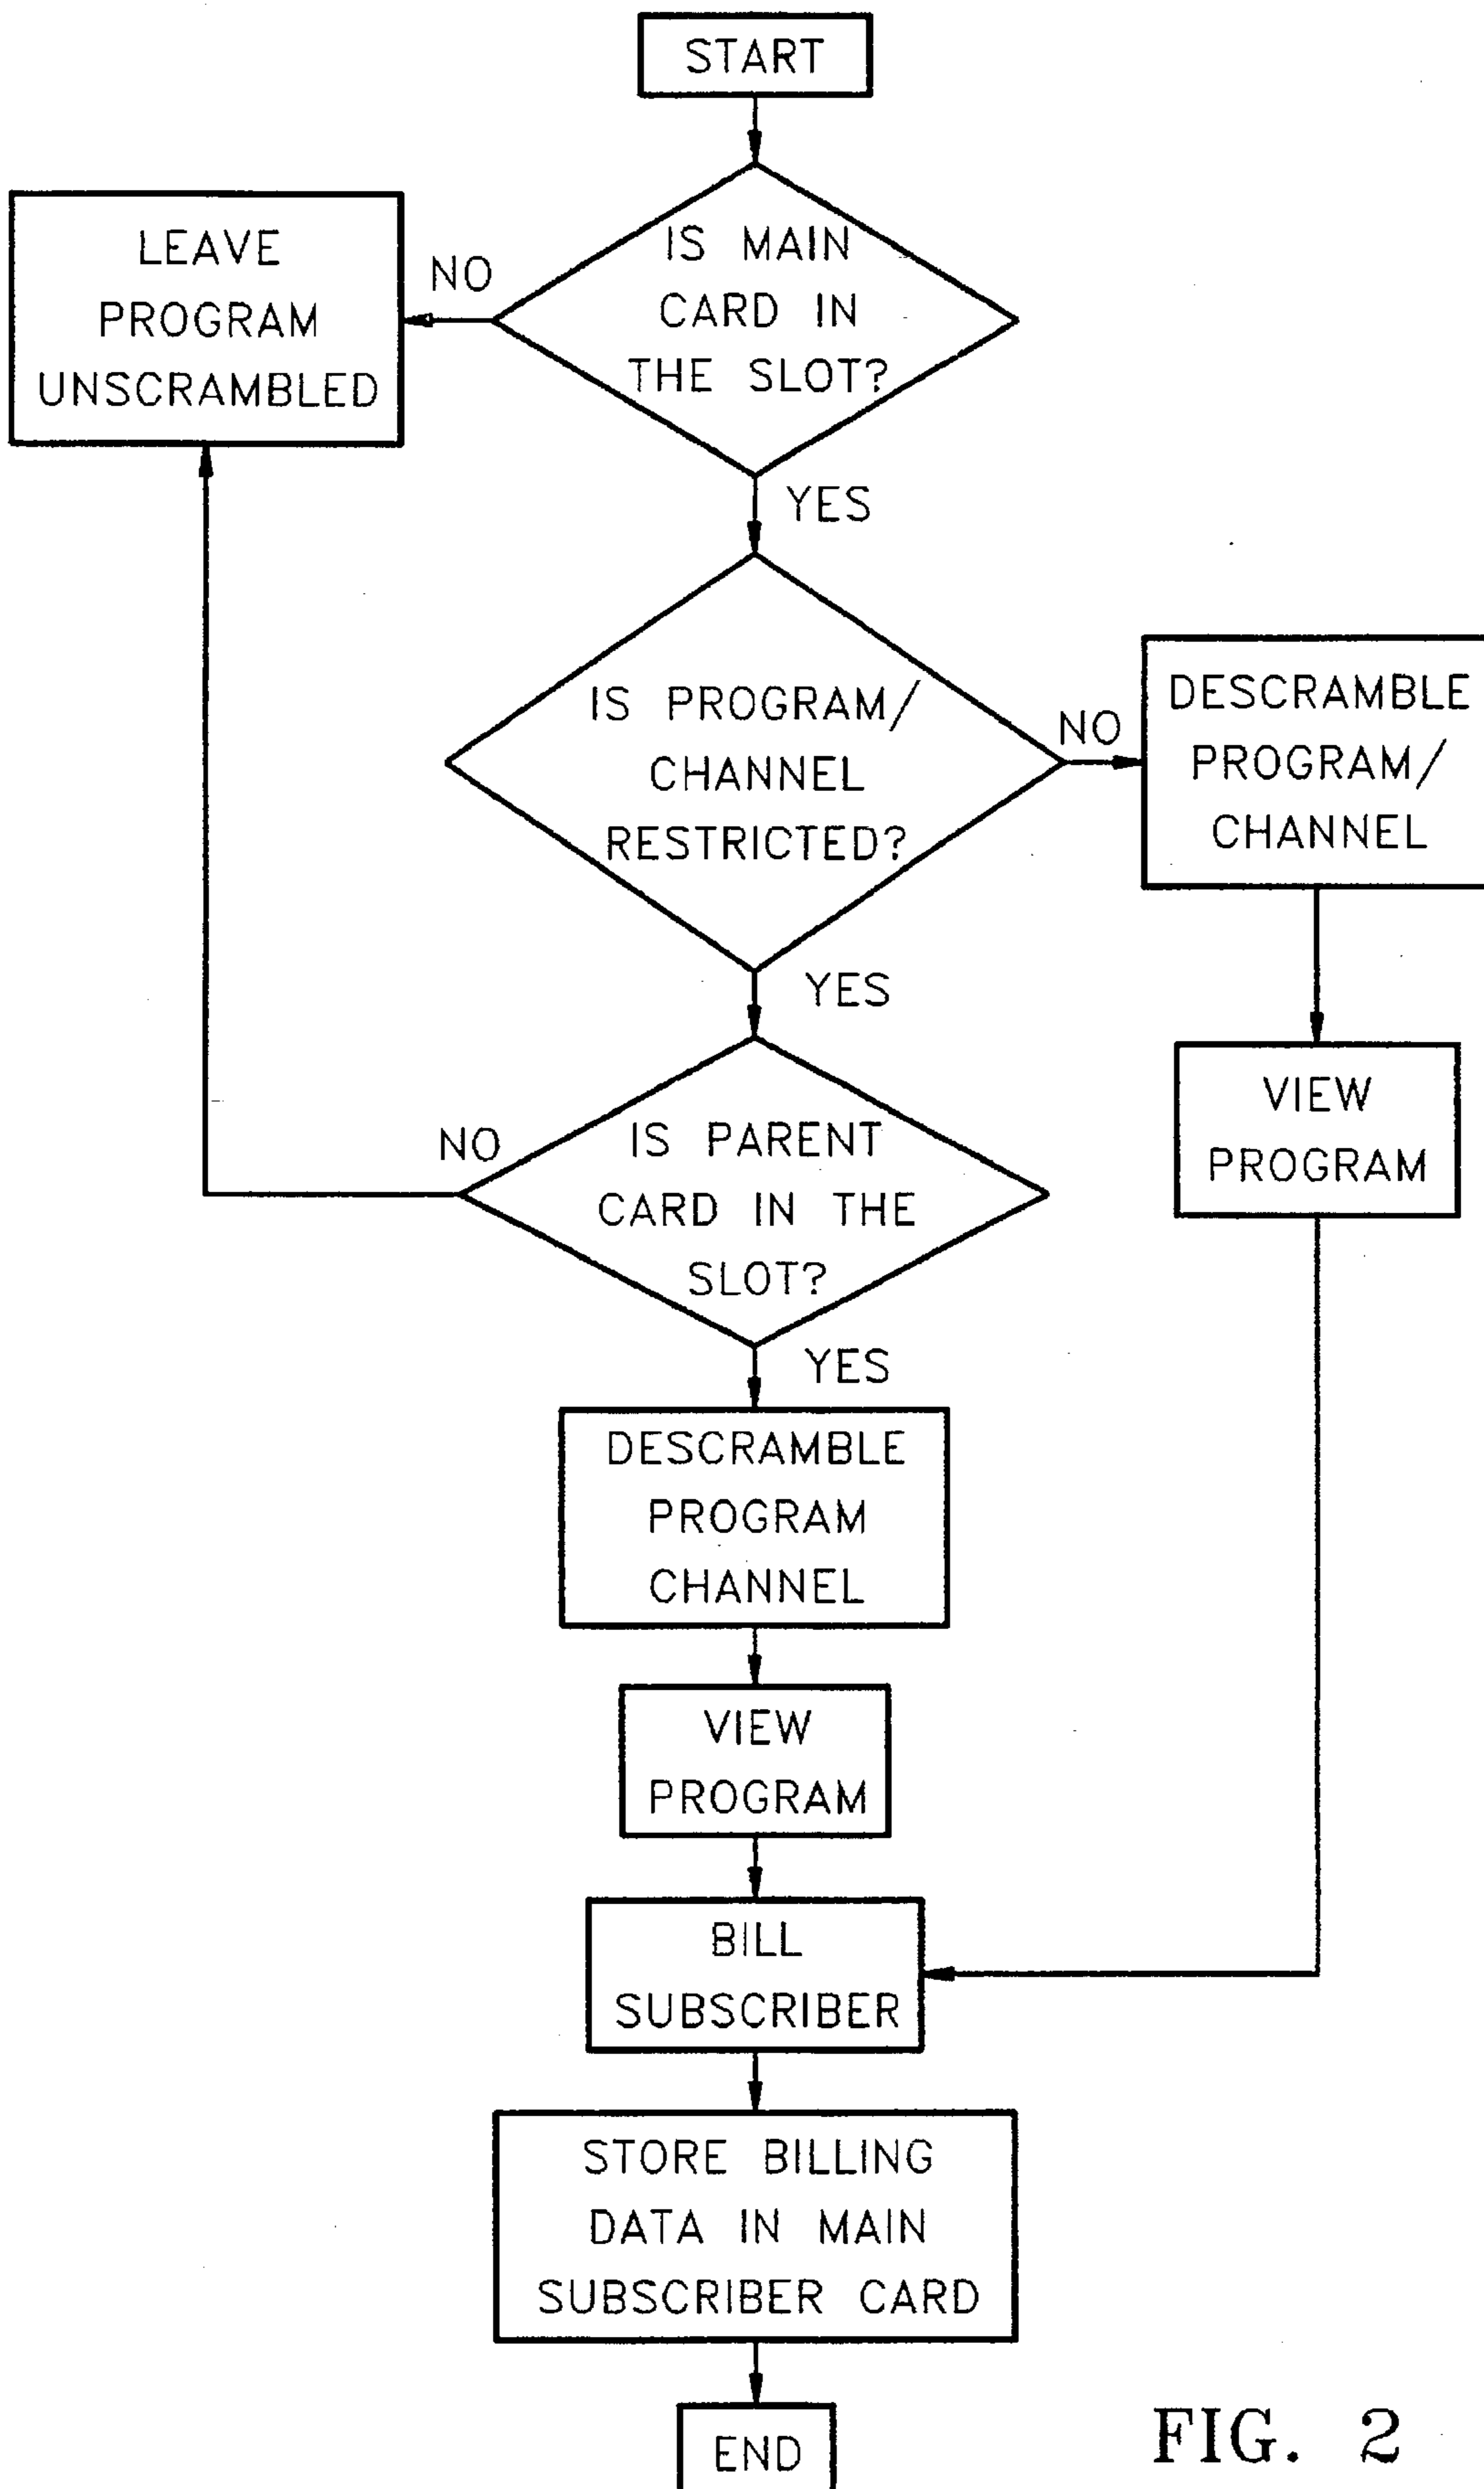 START
IS MAIN
CARD IN
THE SLOT?
NO
LEAVE
PROGRAM
UNSCRAMBLED
YES
IS PROGRAM/
CHANNEL
RESTRICTED?
NO
DESCRAMBLE
PROGRAM/
CHANNEL
VIEW
PROGRAM
YES
IS PARENT
CARD IN THE
SLOT?
NO
YES
DESCRAMBLE
PROGRAM
CHANNEL
VIEW
PROGRAM
BILL
SUBSCRIBER
STORE BILLING
DATA IN MAIN
SUBSCRIBER CARD
END
FIG. 2